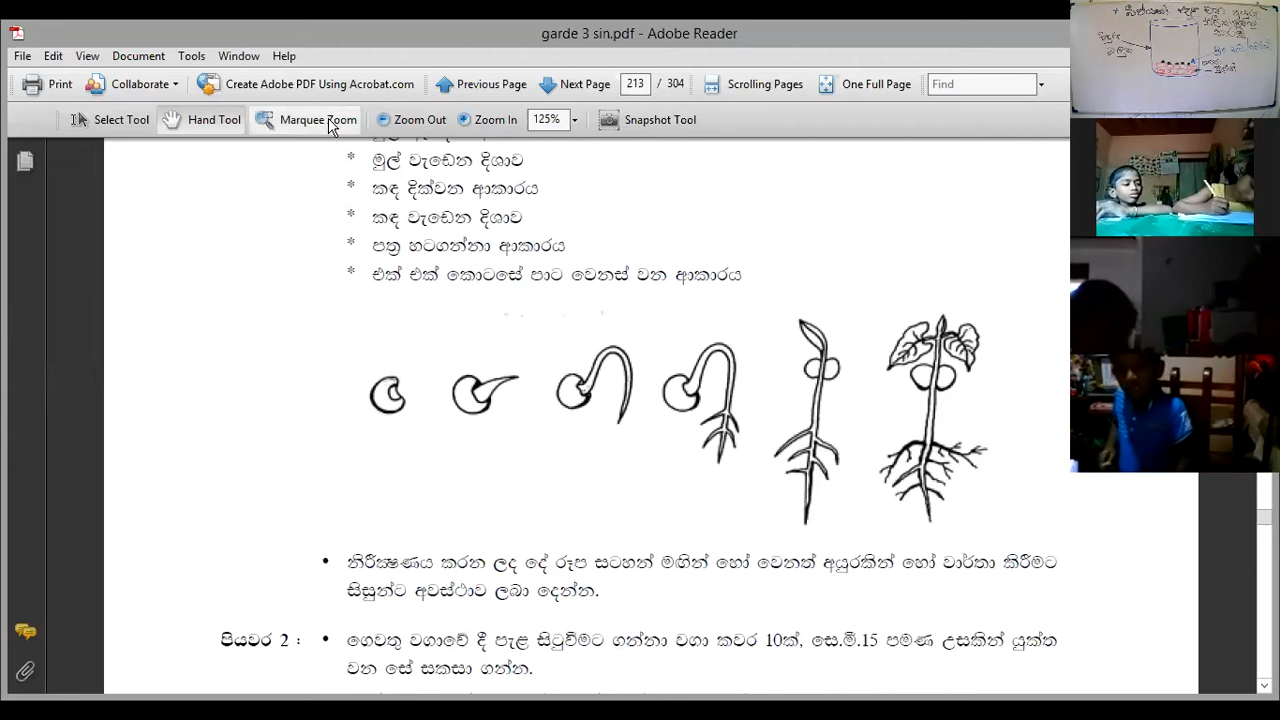 garde 3 sin.pdf - Adobe Reader
File Edit View Document Tools Window Help
Print Collaborate Create Adobe PDF Using Acrobat.com Previous Page Next Page 213 / 304 Scrolling Pages One Full Page Find
Select Tool Hand Tool Marquee Zoom Zoom Out Zoom In 125% Snapshot Tool
* මුල් වැඩෙන දිශාව
* කඳ දික්වන ආකාරය
* කඳ වැඩෙන දිශාව
* පත්‍ර හටගන්නා ආකාරය
* එක් එක් කොටසේ පාට වෙනස් වන ආකාරය
• නිරීක්ෂණය කරන ලද දේ රූප සටහන් මඟින් හෝ වෙනත් අයුරකින් හෝ වාර්තා කිරීමට
සිසුන්ට අවස්ථාව ලබා දෙන්න.
පියවර 2 : • ගෙවතු වගාවේ දී පැළ සිටුවීමට ගන්නා වගා කවර 10ක්, සෙ.මී.15 පමණ උසකින් යුක්ත
වන සේ සකසා ගන්න.